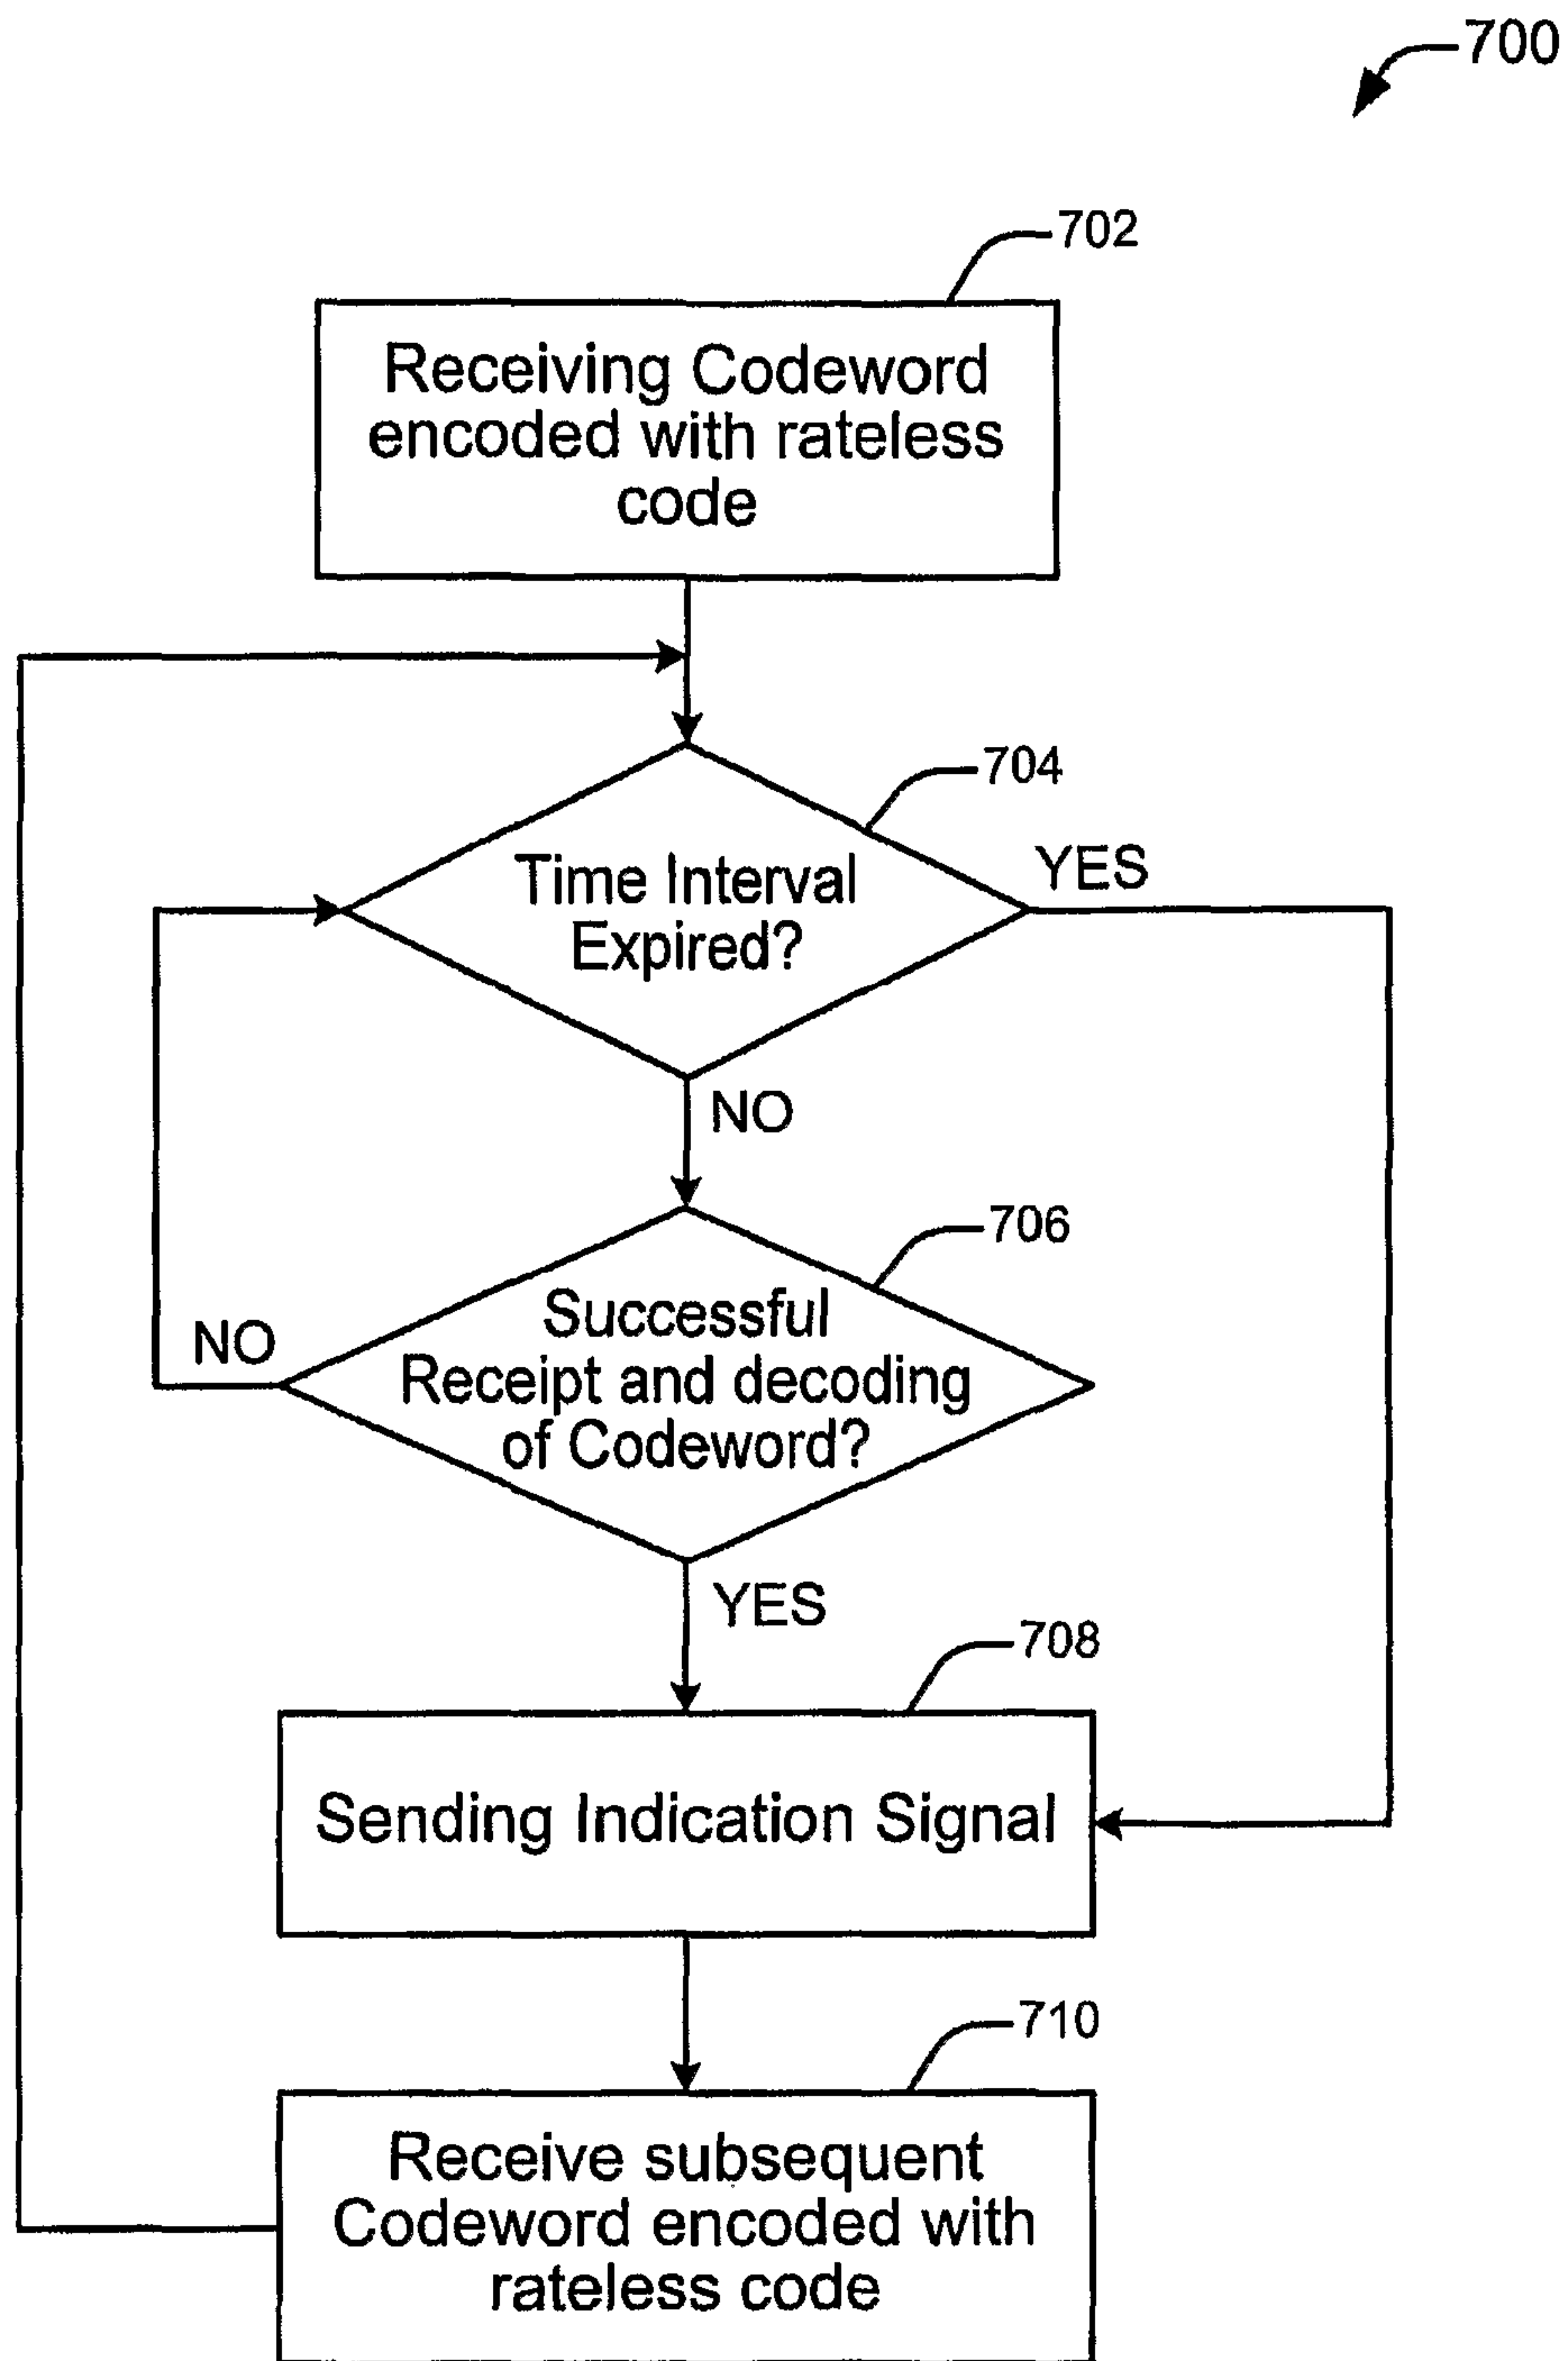 700
702
Receiving Codeword
encoded with rateless
code
704
YES
Time Interval
Expired?
NO
706
Successful
Receipt and decoding
of Codeword?
NO
YES
708
Sending Indication Signal
710
Receive subsequent
Codeword encoded with
rateless code